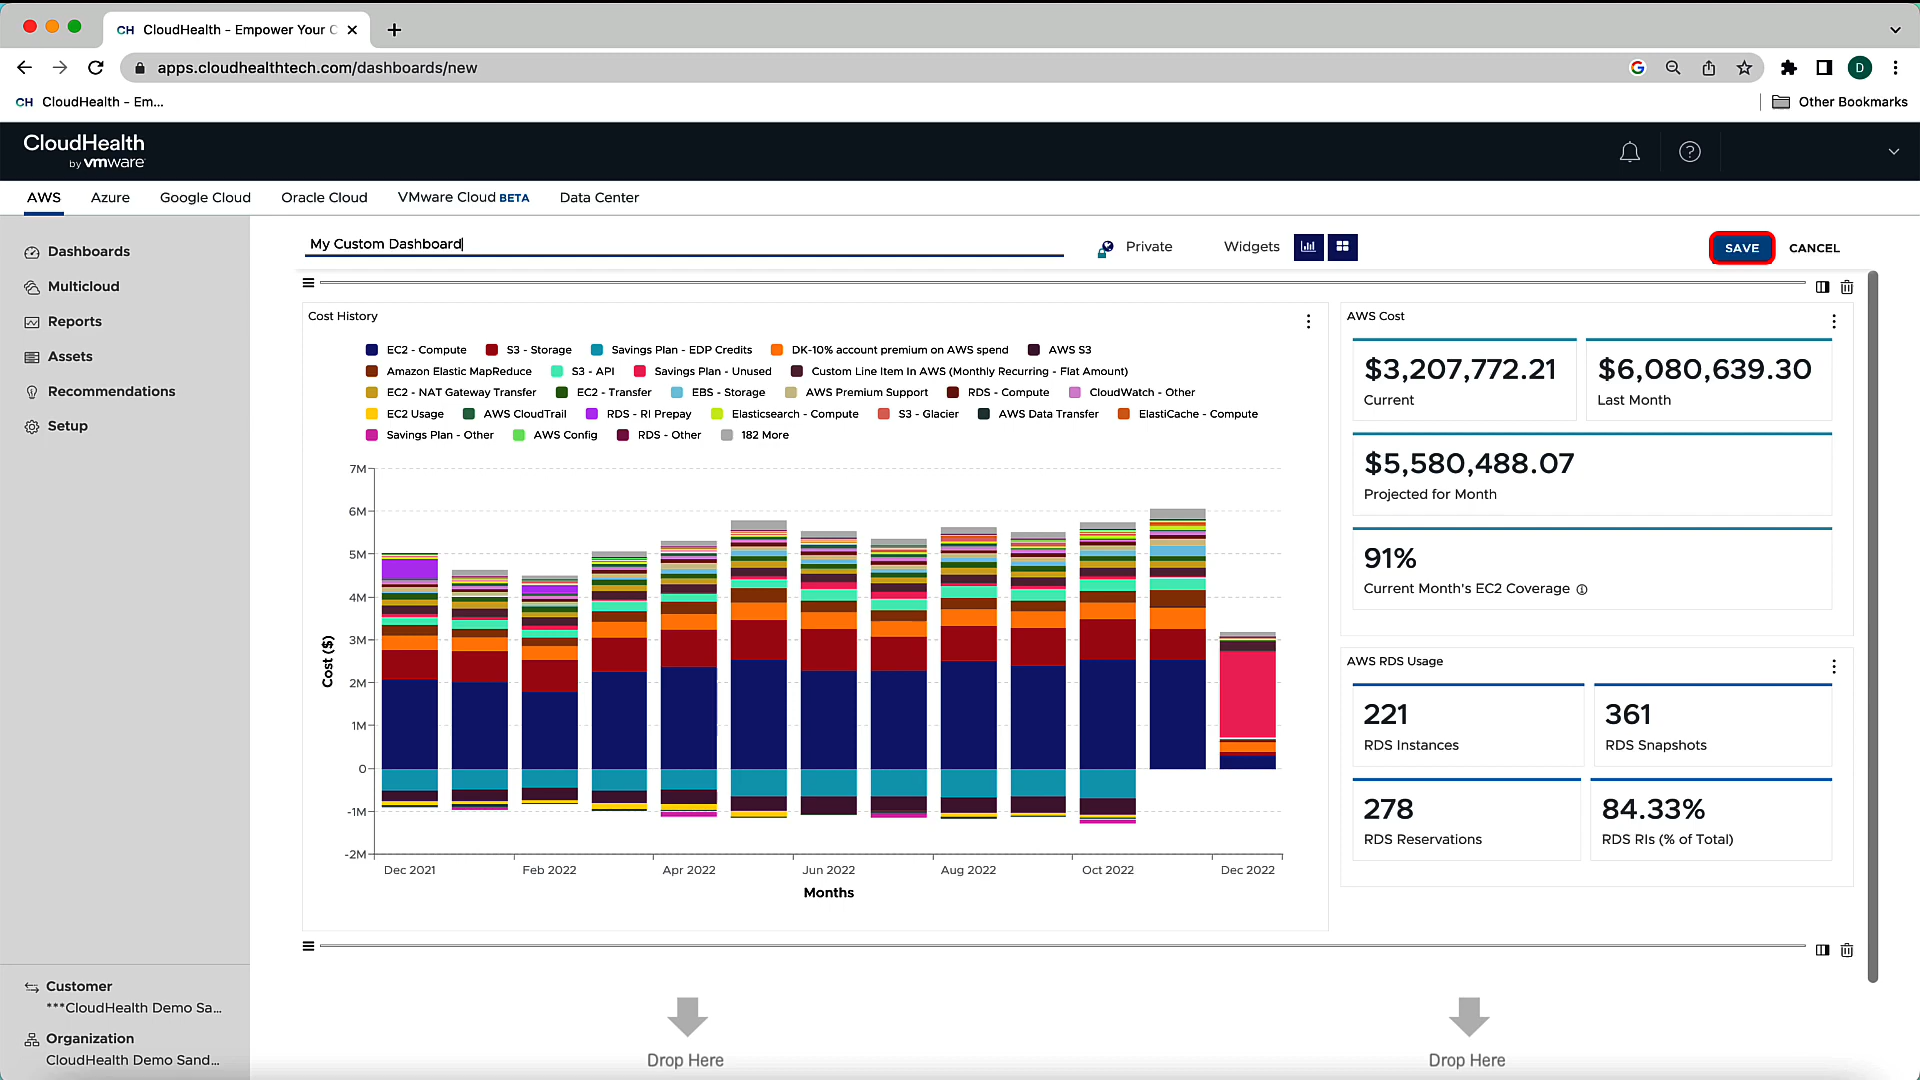 CH CloudHealth - Empower Your C
apps.cloudhealthtech.com/dashboards/new
D
CH CloudHealth - Em...
Other Bookmarks
CloudHealth
by vmware
AWS Azure Google Cloud Oracle Cloud VMware Cloud BETA Data Center
Dashboards
Multicloud
Reports
Assets
Recommendations
Setup
Customer
***CloudHealth Demo Sa...
Organization
CloudHealth Demo Sand...
My Custom Dashboard
Private
Widgets
SAVE
CANCEL
Cost History
EC2 - Compute S3 - Storage Savings Plan - EDP Credits DK-10% account premium on AWS spend AWS S3
Amazon Elastic MapReduce S3 - API Savings Plan - Unused Custom Line Item In AWS (Monthly Recurring - Flat Amount)
EC2 - NAT Gateway Transfer EC2 - Transfer EBS - Storage AWS Premium Support RDS - Compute CloudWatch - Other
EC2 Usage AWS CloudTrail RDS - RI Prepay Elasticsearch - Compute S3 - Glacier AWS Data Transfer ElastiCache - Compute
Savings Plan - Other AWS Config RDS - Other 182 More
7M
6M
5M
4M
3M
2M
1M
0
-1M
-2M
Cost ($)
Dec 2021 Feb 2022 Apr 2022 Jun 2022 Aug 2022 Oct 2022 Dec 2022
Months
AWS Cost
$3,207,772.21
Current
$6,080,639.30
Last Month
$5,580,488.07
Projected for Month
91%
Current Month's EC2 Coverage
AWS RDS Usage
221
RDS Instances
361
RDS Snapshots
278
RDS Reservations
84.33%
RDS RIs (% of Total)
Drop Here
Drop Here